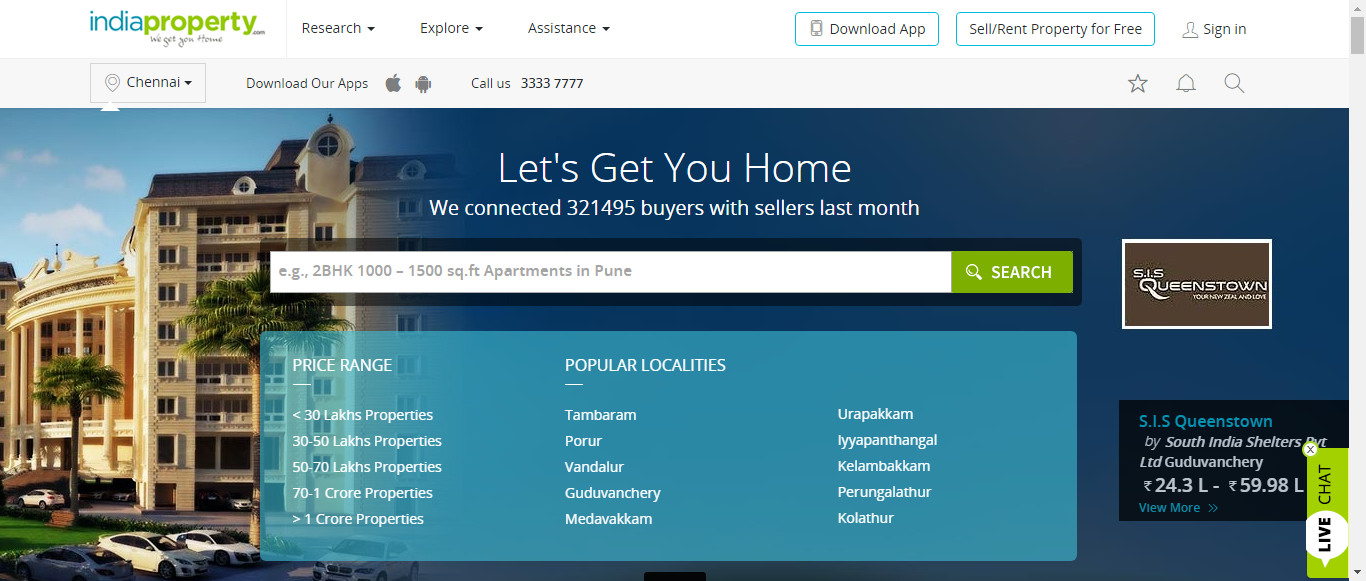 indiaproperty.com
We get you Home
Research
Explore
Assistance
Download App
Sell/Rent Property for Free
Sign in
Chennai
Download Our Apps
Call us 3333 7777
Let's Get You Home
We connected 321495 buyers with sellers last month
e.g., 2BHK 1000 – 1500 sq.ft Apartments in Pune
SEARCH
S.I.S
QUEENSTOWN
YOUR NEW ZEAL AND LOVE
PRICE RANGE
< 30 Lakhs Properties
30-50 Lakhs Properties
50-70 Lakhs Properties
70-1 Crore Properties
> 1 Crore Properties
POPULAR LOCALITIES
Tambaram
Porur
Vandalur
Guduvanchery
Medavakkam
Urapakkam
Iyyapanthangal
Kelambakkam
Perungalathur
Kolathur
S.I.S Queenstown
by South India Shelters Pvt
Ltd Guduvanchery
₹ 24.3 L - ₹ 59.98 L
View More »
x
LIVE CHAT